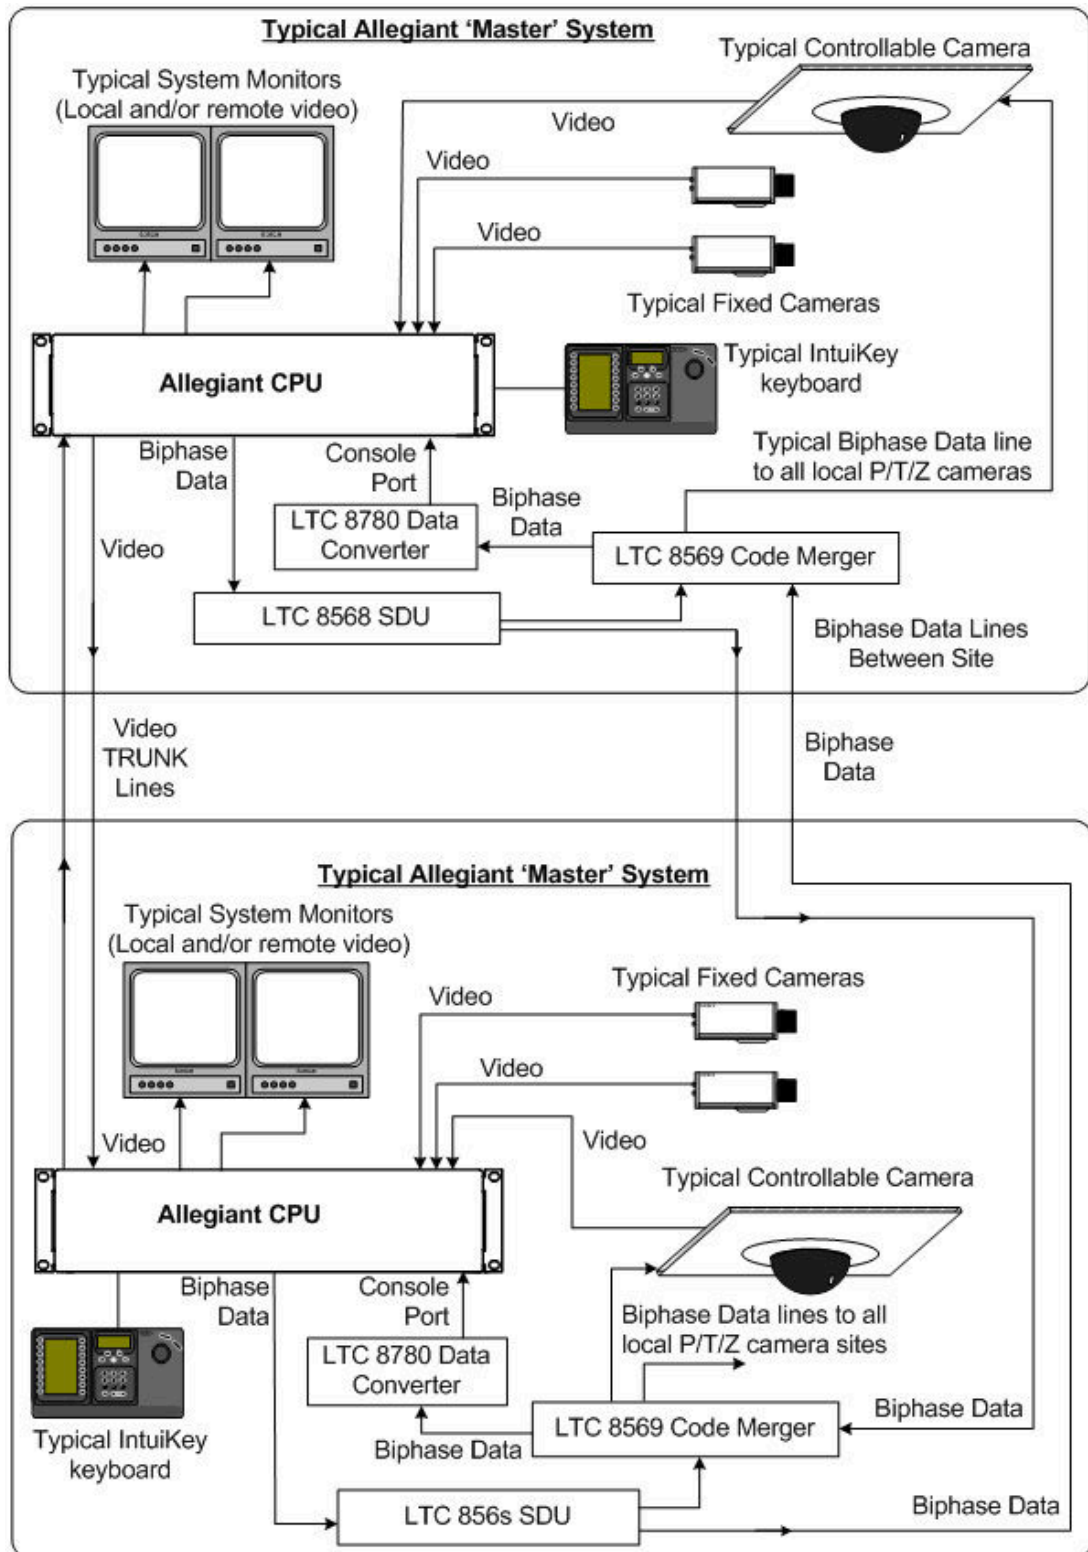 Typical Allegiant ‘Master’ System
Typical System Monitors
(Local and/or remote video)
Typical Controllable Camera
Video
Video
Video
Typical Fixed Cameras
Allegiant CPU
Typical IntuiKey
keyboard
Biphase
Data
Console
Port
Typical Biphase Data line
to all local P/T/Z cameras
Biphase
Data
LTC 8780 Data
Converter
LTC 8569 Code Merger
Video
LTC 8568 SDU
Biphase Data Lines
Between Site
Video
TRUNK
Lines
Biphase
Data
Typical Allegiant ‘Master’ System
Typical System Monitors
(Local and/or remote video)
Typical Fixed Cameras
Video
Video
Video
Video
Typical Controllable Camera
Allegiant CPU
Biphase
Data
Console
Port
Biphase Data lines to all
local P/T/Z camera sites
LTC 8780 Data
Converter
Biphase Data
LTC 8569 Code Merger
Typical IntuiKey
keyboard
Biphase Data
LTC 856s SDU
Biphase Data